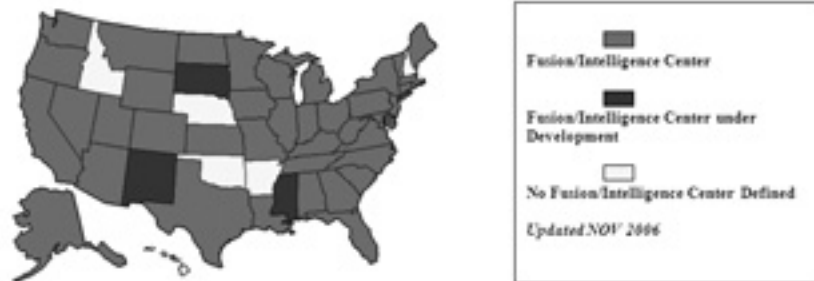 Fusion/Intelligence Center
Fusion/Intelligence Center under
Development
No Fusion/Intelligence Center Defined
Updated NOV 2006